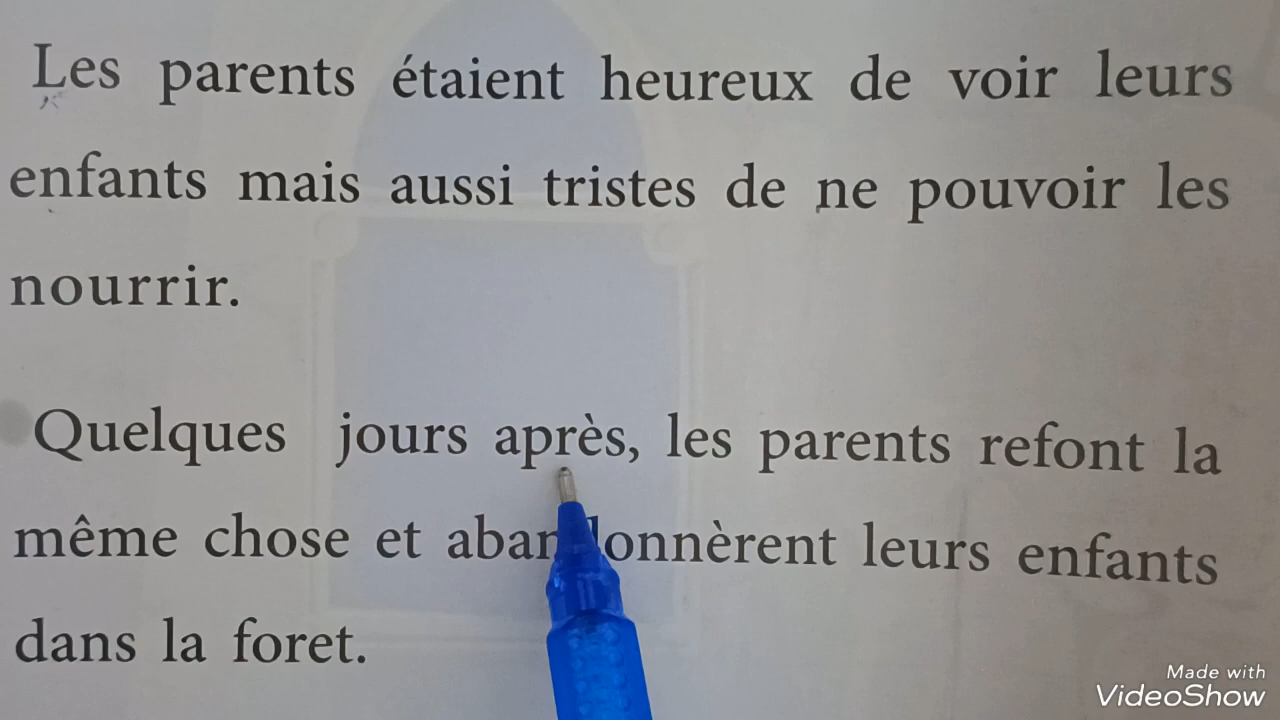 Les parents étaient heureux de voir leurs
enfants mais aussi tristes de ne pouvoir les
nourrir.
Quelques jours après, les parents refont la
même chose et abandonnèrent leurs enfants
dans la foret.
Made with
VideoShow